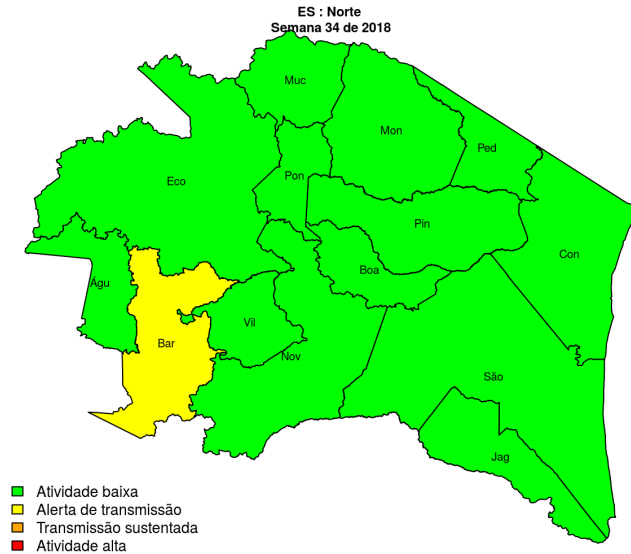 ES : Norte
Semana 34 de 2018
Muc
Mon
Ped
Eco
Pon
Pin
Con
Boa
Águ
Vil
Bar
Nov
São
Jag
Atividade baixa
Alerta de transmissão
Transmissão sustentada
Atividade alta